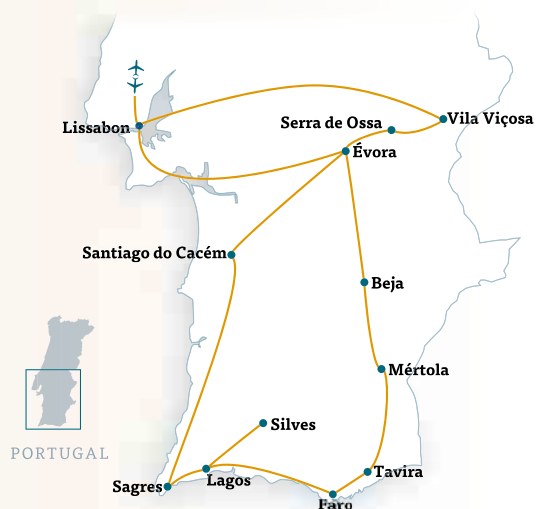 Vila Viçosa
Serra de Ossa
Lissabon
Évora
Santiago do Cacém
Beja
Mértola
Silves
PORTUGAL
Tavira
Lagos
Sagres
Faro